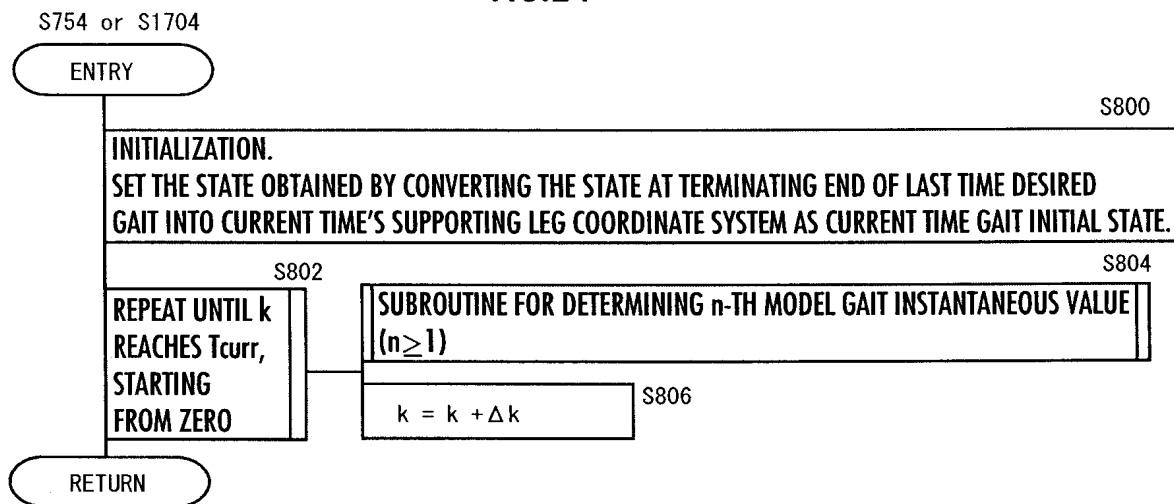 S754 or S1704
ENTRY
S800
INITIALIZATION.
SET THE STATE OBTAINED BY CONVERTING THE STATE AT TERMINATING END OF LAST TIME DESIRED
GAIT INTO CURRENT TIME'S SUPPORTING LEG COORDINATE SYSTEM AS CURRENT TIME GAIT INITIAL STATE.
S802
REPEAT UNTIL k
REACHES Tcurr,
STARTING
FROM ZERO
S804
SUBROUTINE FOR DETERMINING n-TH MODEL GAIT INSTANTANEOUS VALUE
(n≥1)
S806
k = k +Δk
RETURN